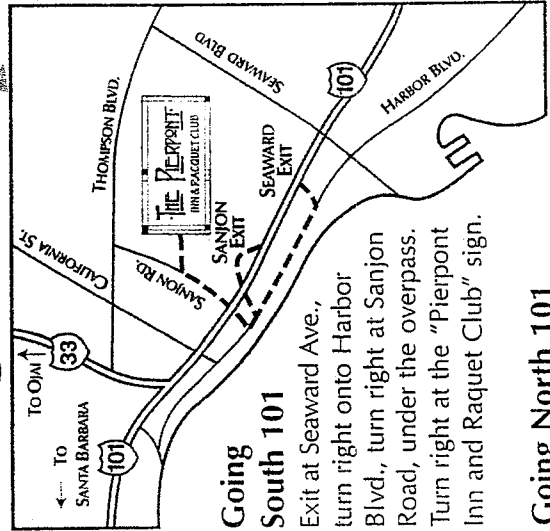 To OJAI
33
← To
SANTA BARBARA
101
CALIFORNIA ST.
THOMPSON BLVD.
SEAWARD BLVD
THE PIERPONT
INN & RACQUET CLUB
SANJON RD.
SANJON
EXIT
SEAWARD
EXIT
101
HARBOR BLVD.
Going
South 101
Exit at Seaward Ave.,
turn right onto Harbor
Blvd., turn right at Sanjon
Road, under the overpass.
Turn right at the "Pierpont
Inn and Raquet Club" sign.
Going North 101